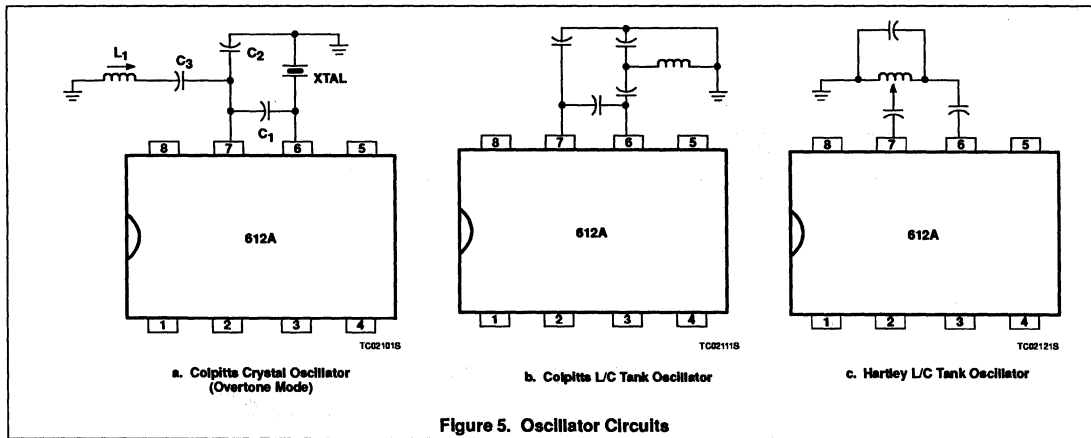 L1
C3
C2
XTAL
C1
8 7 6 5
612A
1 2 3 4
TC02101S
a. Colpitts Crystal Oscillator
(Overtone Mode)
8 7 6 5
612A
1 2 3 4
TC02111S
b. Colpitts L/C Tank Oscillator
8 7 6 5
612A
1 2 3 4
TC02121S
c. Hartley L/C Tank Oscillator
Figure 5. Oscillator Circuits